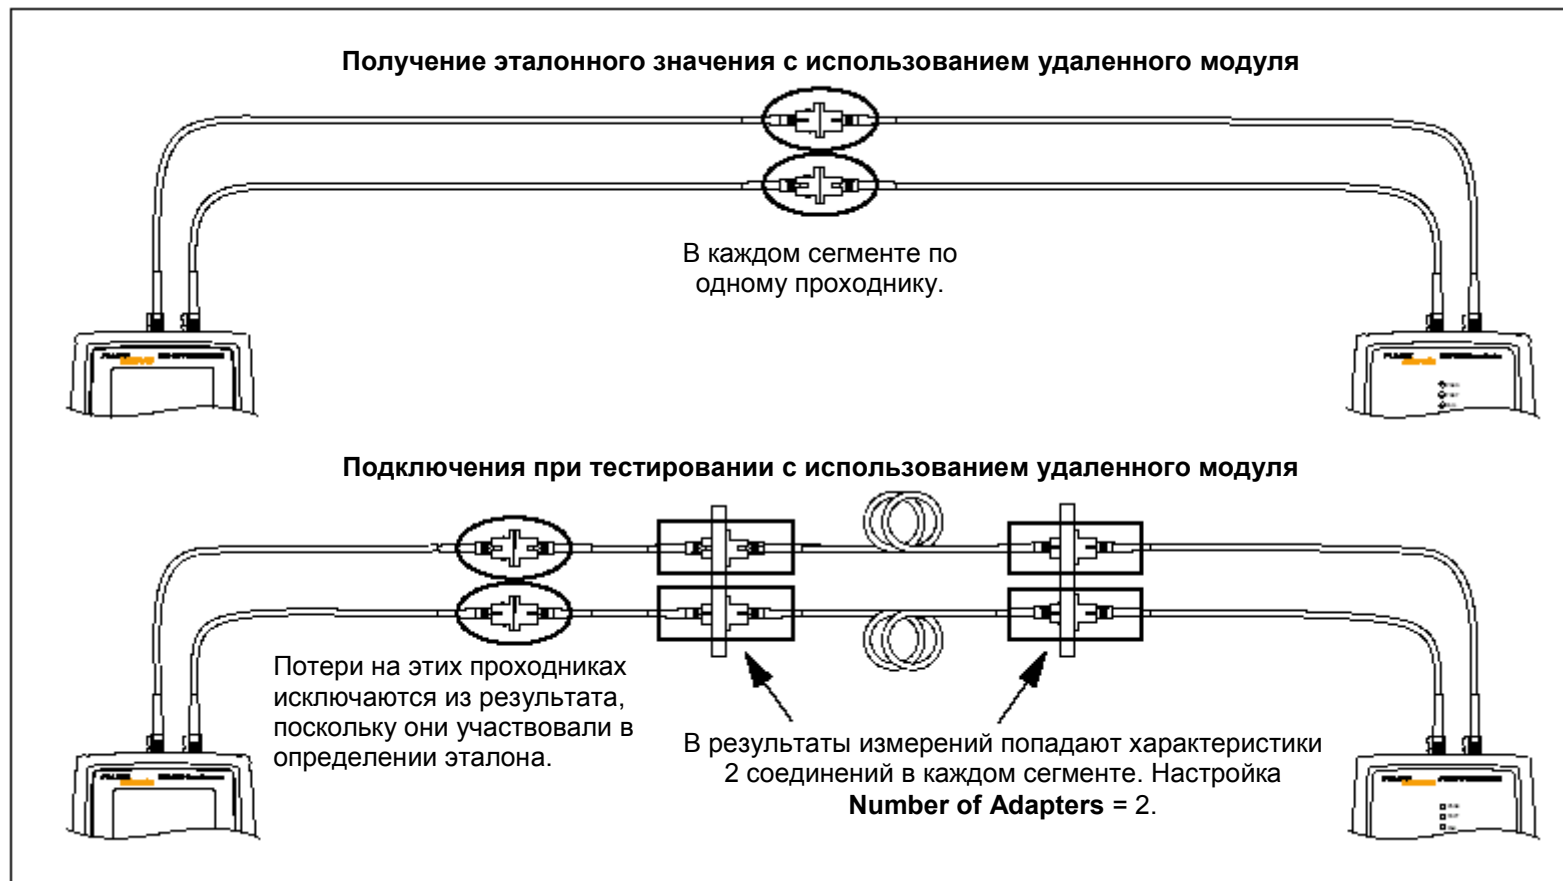 Получение эталонного значения с использованием удаленного модуля
В каждом сегменте по
одному проходнику.
Подключения при тестировании с использованием удаленного модуля
Потери на этих проходниках
исключаются из результата,
поскольку они участвовали в
определении эталона.
В результаты измерений попадают характеристики
2 соединений в каждом сегменте. Настройка
Number of Adapters = 2.